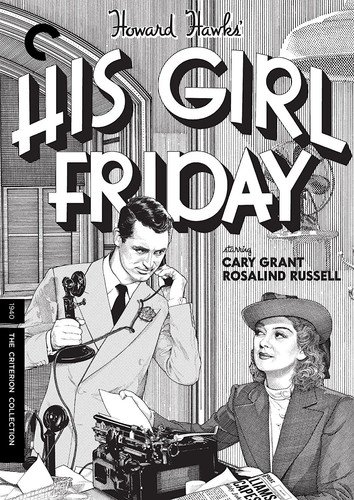 Howard Hawks'
HIS GIRL
FRIDAY
starring
CARY GRANT
ROSALIND RUSSELL
1940
THE CRITERION COLLECTION